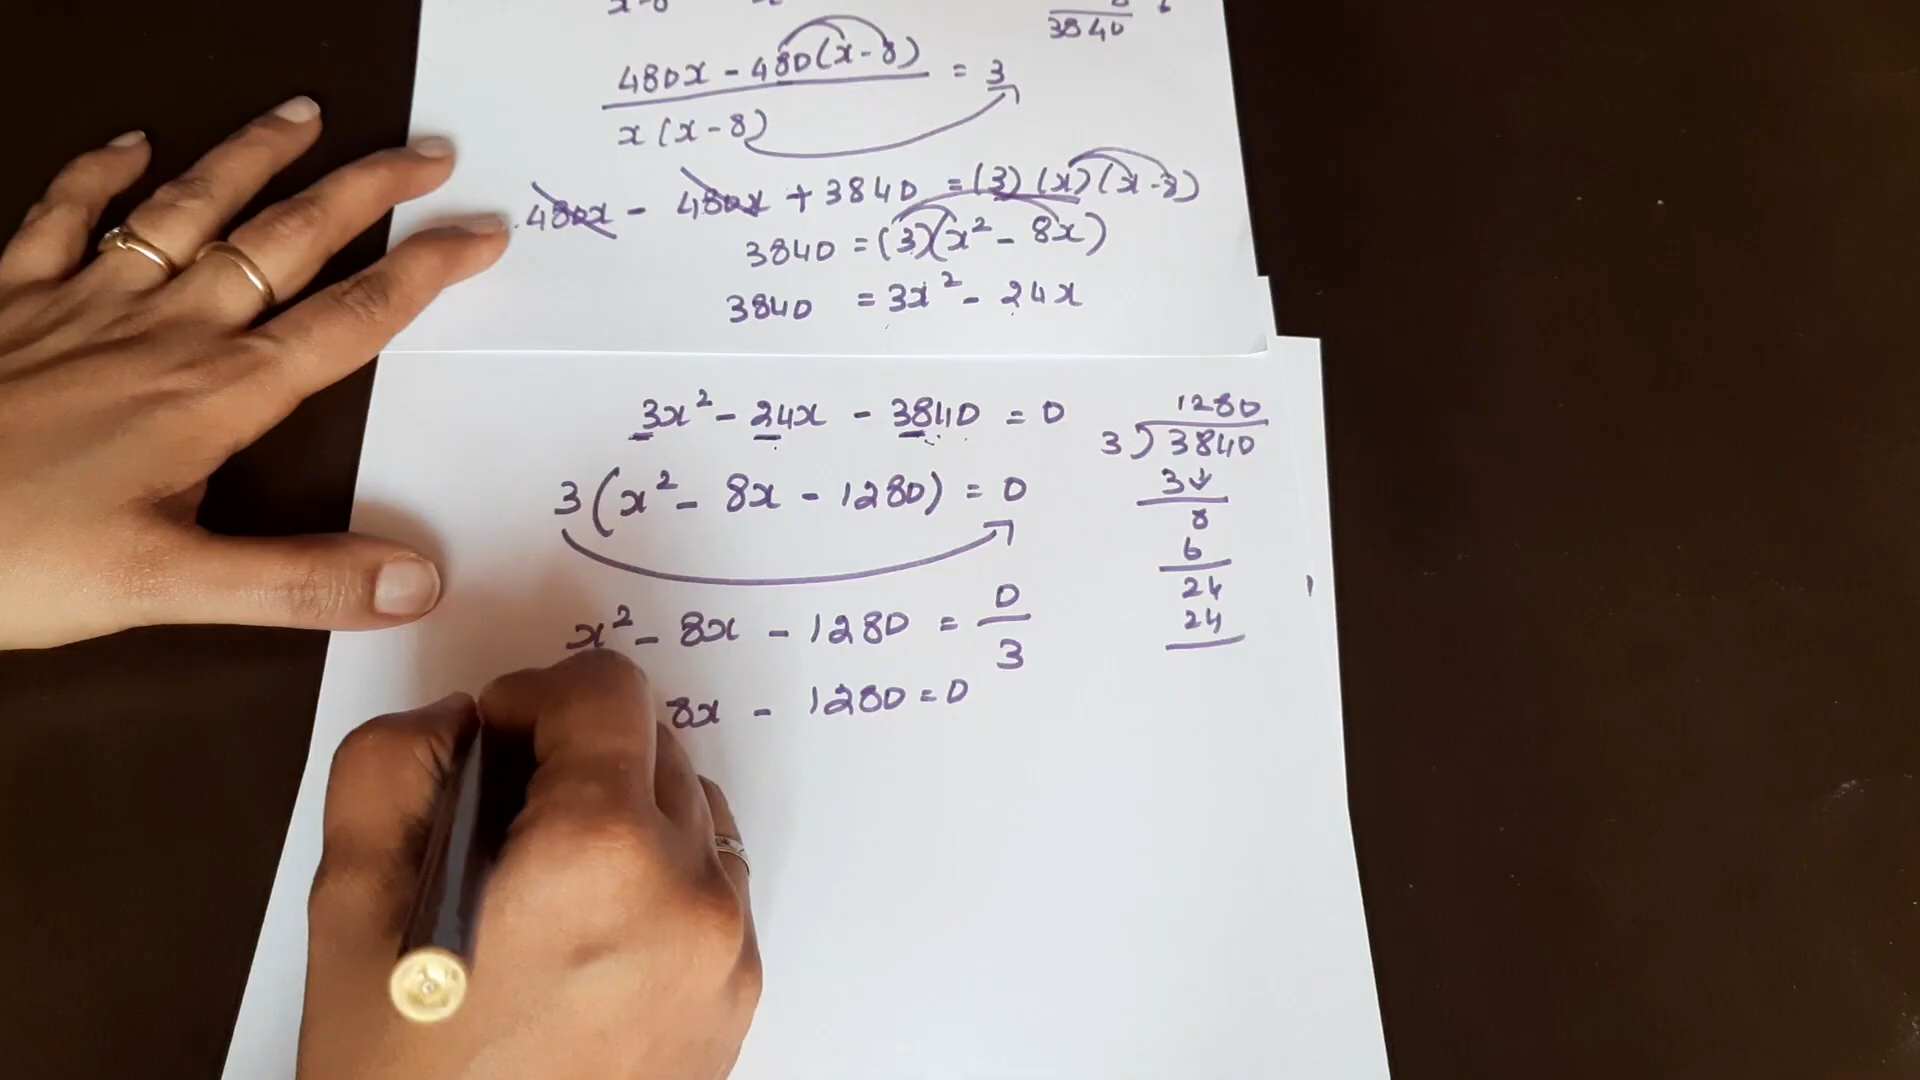 3840
480x - 480(x - 8) = 3
x (x - 8)
480x - 480x + 3840 = (3) (x) (x - 8)
3840 = (3)(x² - 8x)
3840 = 3x² - 24x
3x² - 24x - 3840 = 0
3 (x² - 8x - 1280) = 0
x² - 8x - 1280 = 0
3
8x - 1280 = 0
1280
3 ) 3840
3↓
8
6
24
24